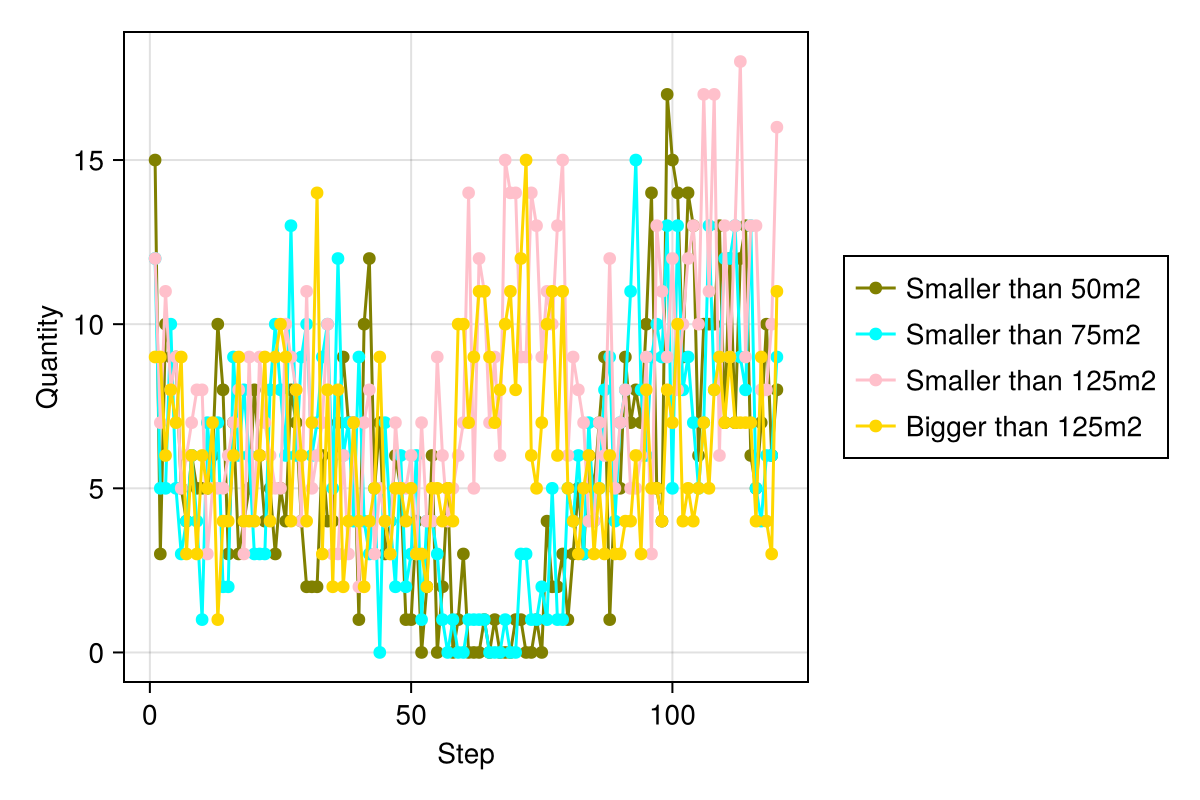 15
10
5
0
Quantity
0
50
100
Step
Smaller than 50m2
Smaller than 75m2
Smaller than 125m2
Bigger than 125m2